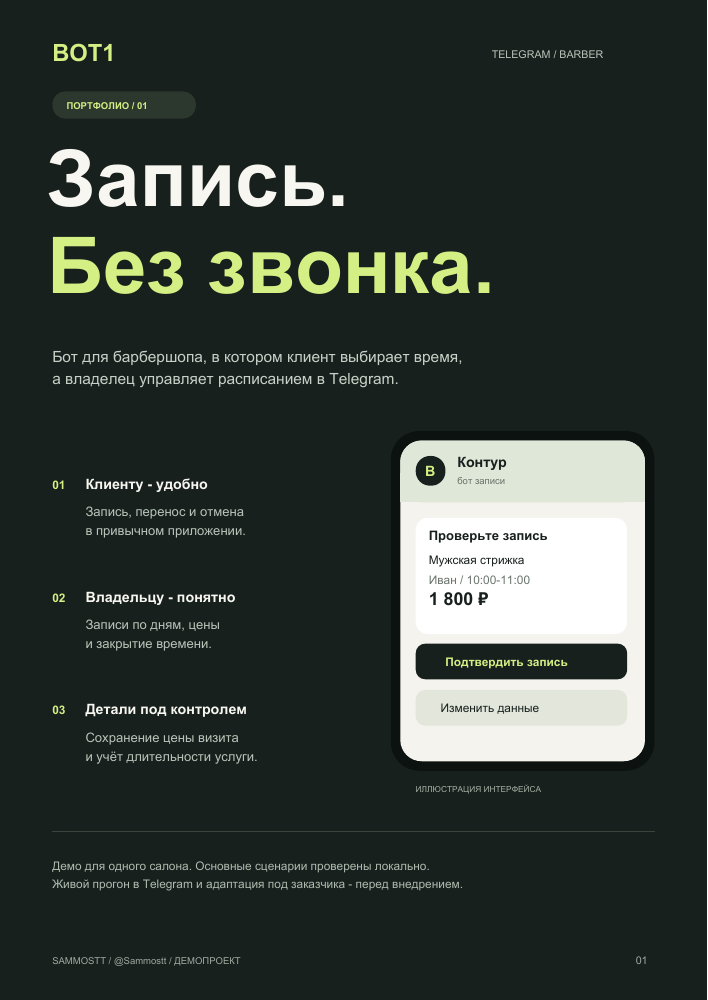 BOT1
TELEGRAM / BARBER
ПОРТФОЛИО / 01
Запись.
Без звонка.
Бот для барбершопа, в котором клиент выбирает время,
а владелец управляет расписанием в Telegram.
01 Клиенту - удобно
Запись, перенос и отмена
в привычном приложении.
02 Владельцу - понятно
Записи по дням, цены
и закрытие времени.
03 Детали под контролем
Сохранение цены визита
и учёт длительности услуги.
B
Контур
бот записи
Проверьте запись
Мужская стрижка
Иван / 10:00-11:00
1 800 ₽
Подтвердить запись
Изменить данные
ИЛЛЮСТРАЦИЯ ИНТЕРФЕЙСА
Демо для одного салона. Основные сценарии проверены локально.
Живой прогон в Telegram и адаптация под заказчика - перед внедрением.
SAMMOSTT / @Sammostt / ДЕМОПРОЕКТ
01